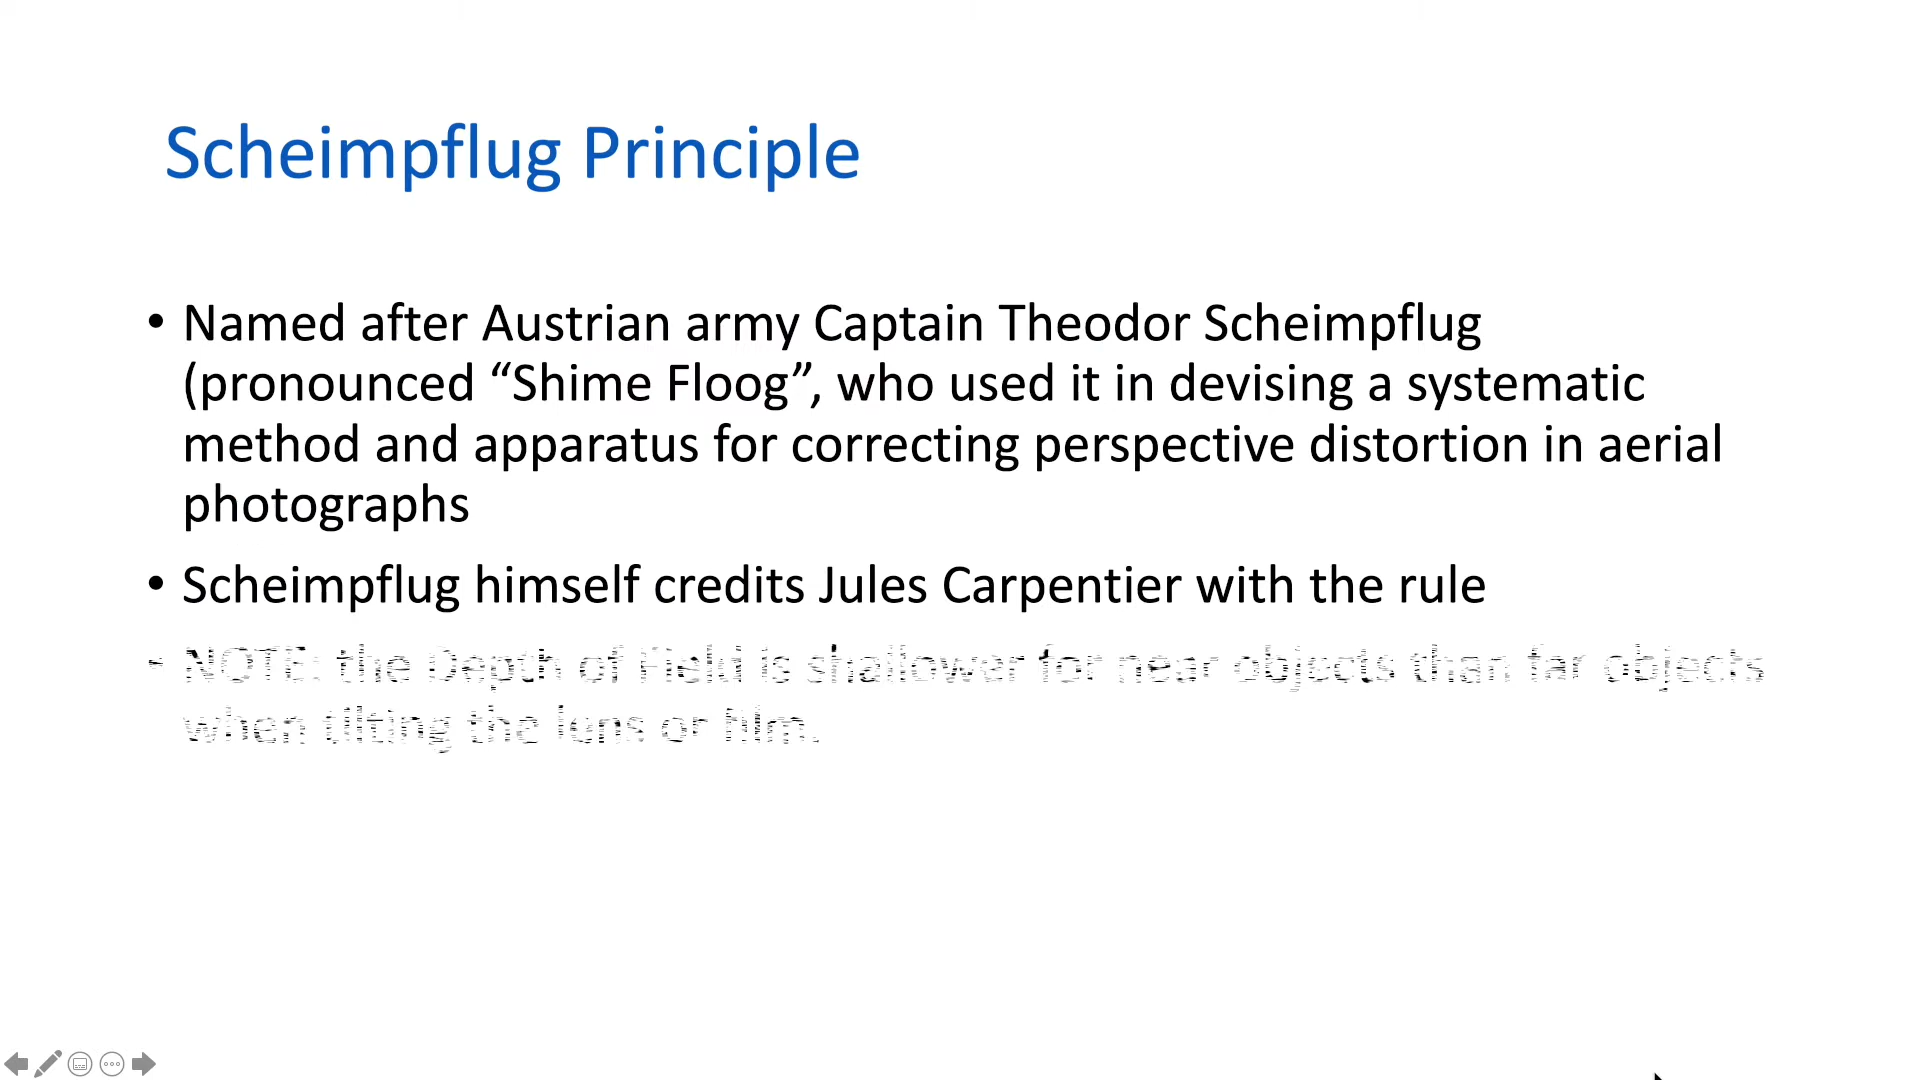 Scheimpflug Principle
• Named after Austrian army Captain Theodor Scheimpflug
(pronounced “Shime Floog”, who used it in devising a systematic
method and apparatus for correcting perspective distortion in aerial
photographs
• Scheimpflug himself credits Jules Carpentier with the rule
• NOTE: the Depth of Field is shallower for near objects than far objects
when tilting the lens or film.